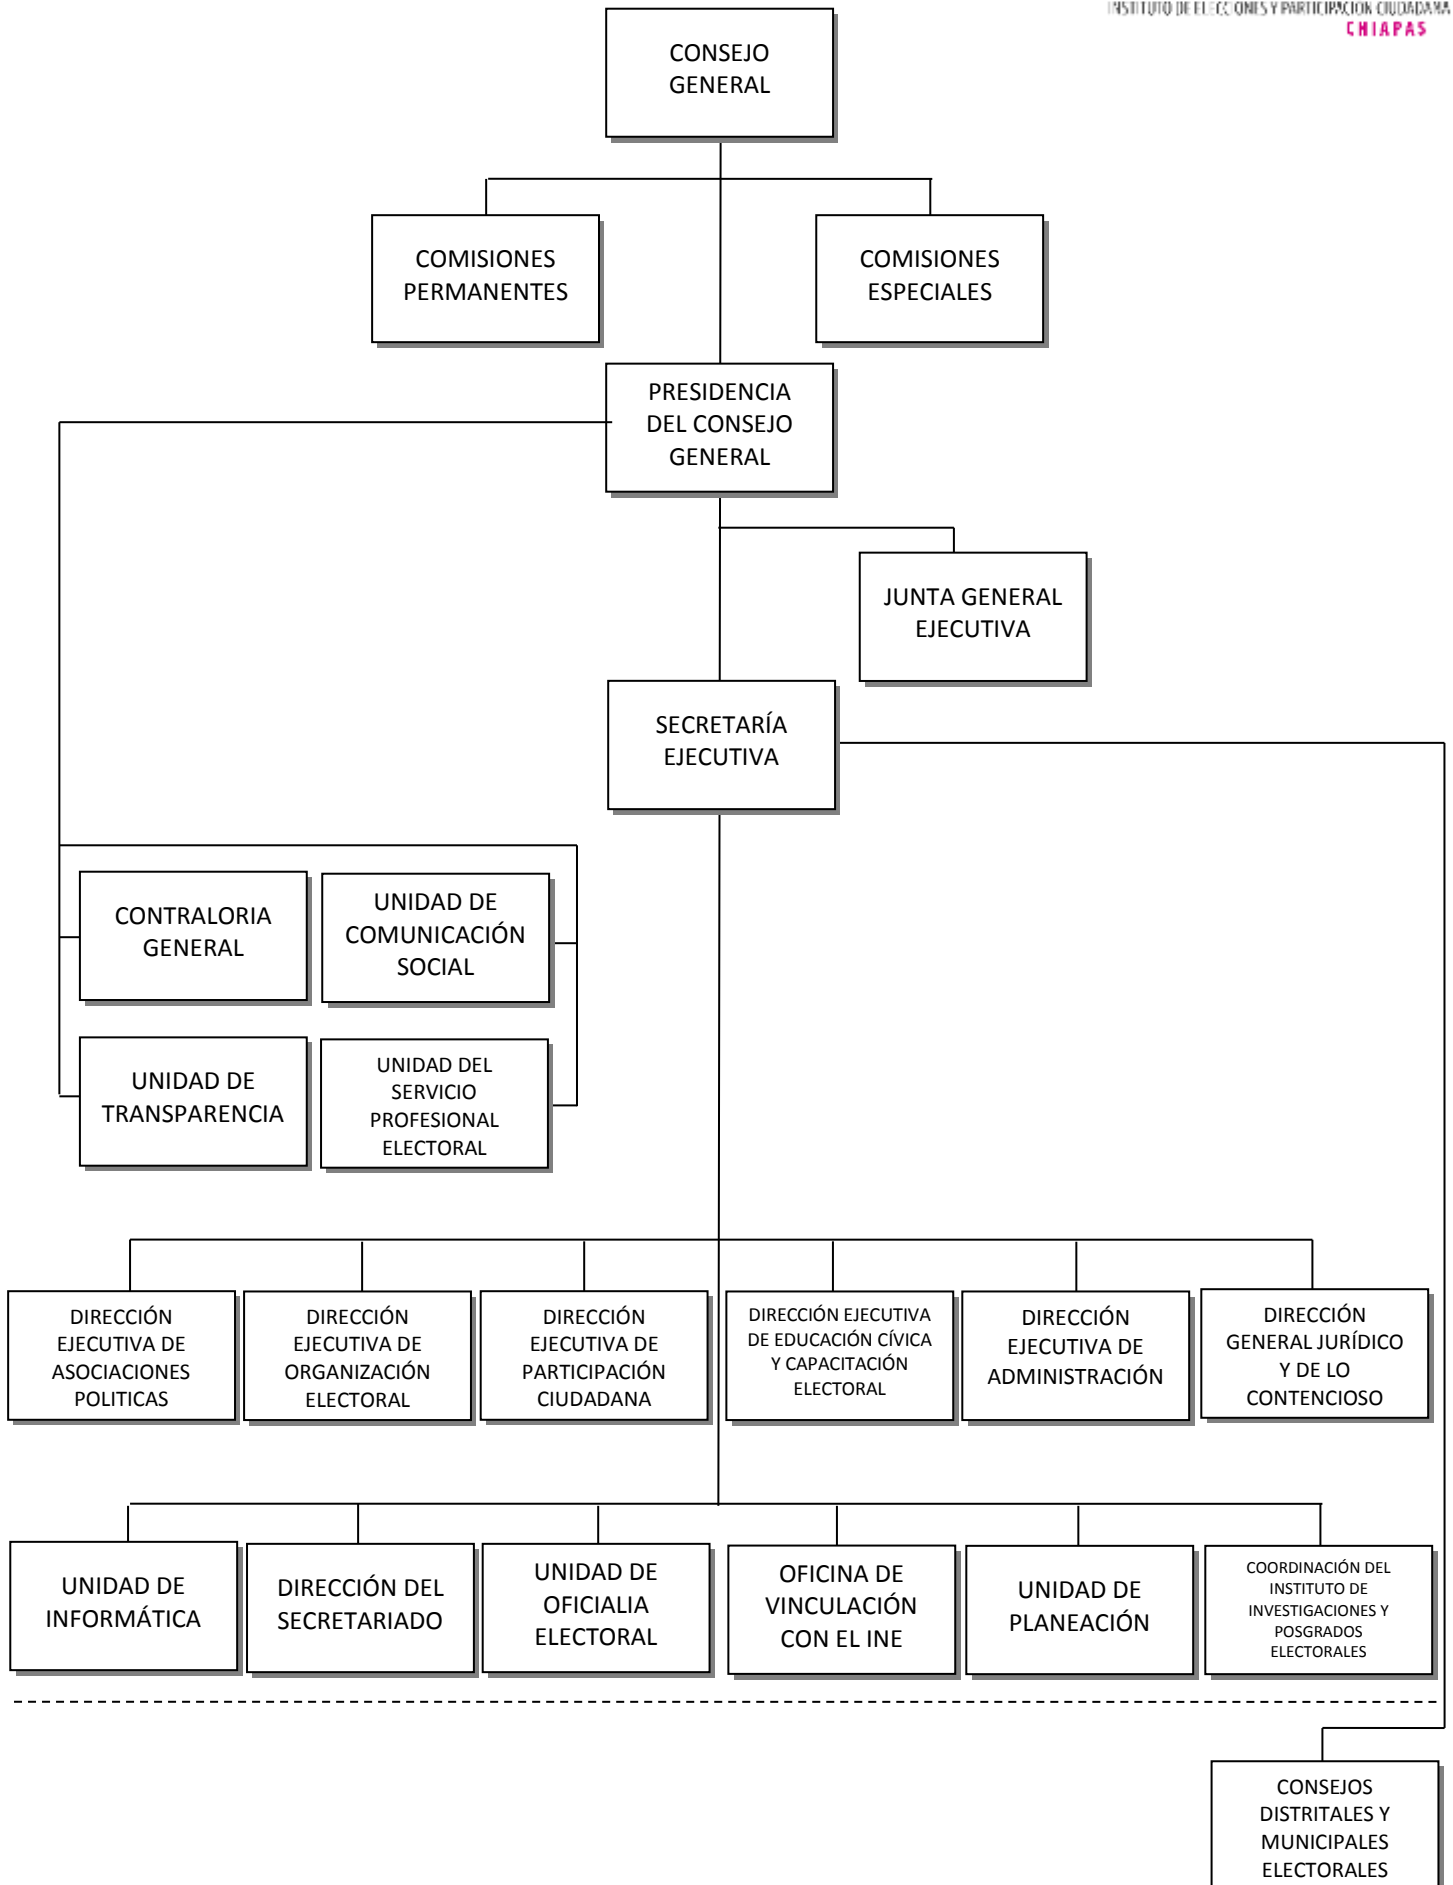 INSTITUTO DE ELECCIONES Y PARTICIPACIÓN CIUDADANA
CHIAPAS
CONSEJO
GENERAL
COMISIONES
PERMANENTES
COMISIONES
ESPECIALES
PRESIDENCIA
DEL CONSEJO
GENERAL
JUNTA GENERAL
EJECUTIVA
SECRETARÍA
EJECUTIVA
CONTRALORIA
GENERAL
UNIDAD DE
COMUNICACIÓN
SOCIAL
UNIDAD DE
TRANSPARENCIA
UNIDAD DEL
SERVICIO
PROFESIONAL
ELECTORAL
DIRECCIÓN
EJECUTIVA DE
ASOCIACIONES
POLITICAS
DIRECCIÓN
EJECUTIVA DE
ORGANIZACIÓN
ELECTORAL
DIRECCIÓN
EJECUTIVA DE
PARTICIPACIÓN
CIUDADANA
DIRECCIÓN EJECUTIVA
DE EDUCACIÓN CÍVICA
Y CAPACITACIÓN
ELECTORAL
DIRECCIÓN
EJECUTIVA DE
ADMINISTRACIÓN
DIRECCIÓN
GENERAL JURÍDICO
Y DE LO
CONTENCIOSO
UNIDAD DE
INFORMÁTICA
DIRECCIÓN DEL
SECRETARIADO
UNIDAD DE
OFICIALIA
ELECTORAL
OFICINA DE
VINCULACIÓN
CON EL INE
UNIDAD DE
PLANEACIÓN
COORDINACIÓN DEL
INSTITUTO DE
INVESTIGACIONES Y
POSGRADOS
ELECTORALES
CONSEJOS
DISTRITALES Y
MUNICIPALES
ELECTORALES